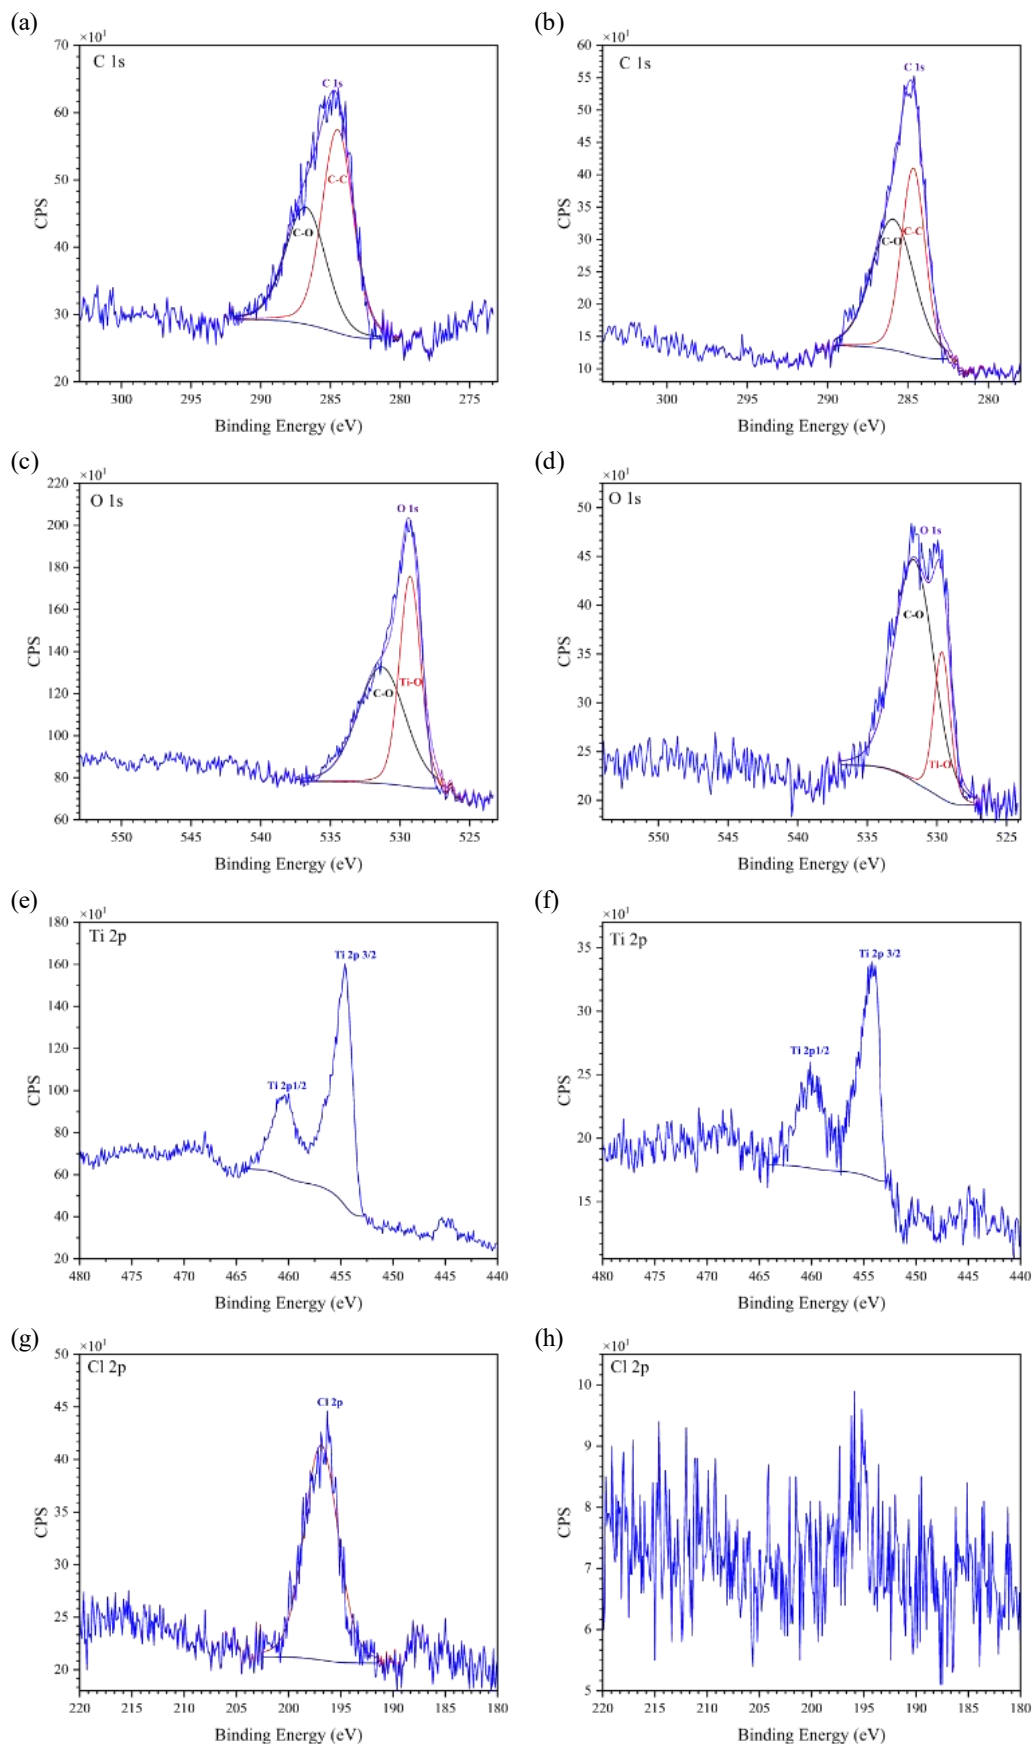 (a)
×10¹
C 1s
C 1s
C-C
C-O
70
60
50
40
30
20
CPS
300 295 290 285 280 275
Binding Energy (eV)
(b)
×10¹
C 1s
C 1s
C-O
C-C
60
55
50
45
40
35
30
25
20
15
10
CPS
300 295 290 285 280
Binding Energy (eV)
(c)
×10¹
O 1s
O 1s
C-O
Ti-O
220
200
180
160
140
120
100
80
60
CPS
550 545 540 535 530 525
Binding Energy (eV)
(d)
×10¹
O 1s
O 1s
C-O
Ti-O
50
45
40
35
30
25
20
CPS
550 545 540 535 530 525
Binding Energy (eV)
(e)
×10¹
Ti 2p
Ti 2p 3/2
Ti 2p1/2
180
160
140
120
100
80
60
40
20
CPS
480 475 470 465 460 455 450 445 440
Binding Energy (eV)
(f)
×10¹
Ti 2p
Ti 2p 3/2
Ti 2p1/2
35
30
25
20
15
CPS
480 475 470 465 460 455 450 445 440
Binding Energy (eV)
(g)
×10¹
Cl 2p
Cl 2p
50
45
40
35
30
25
20
CPS
220 215 210 205 200 195 190 185 180
Binding Energy (eV)
(h)
×10¹
Cl 2p
10
9
8
7
6
5
CPS
220 215 210 205 200 195 190 185 180
Binding Energy (eV)